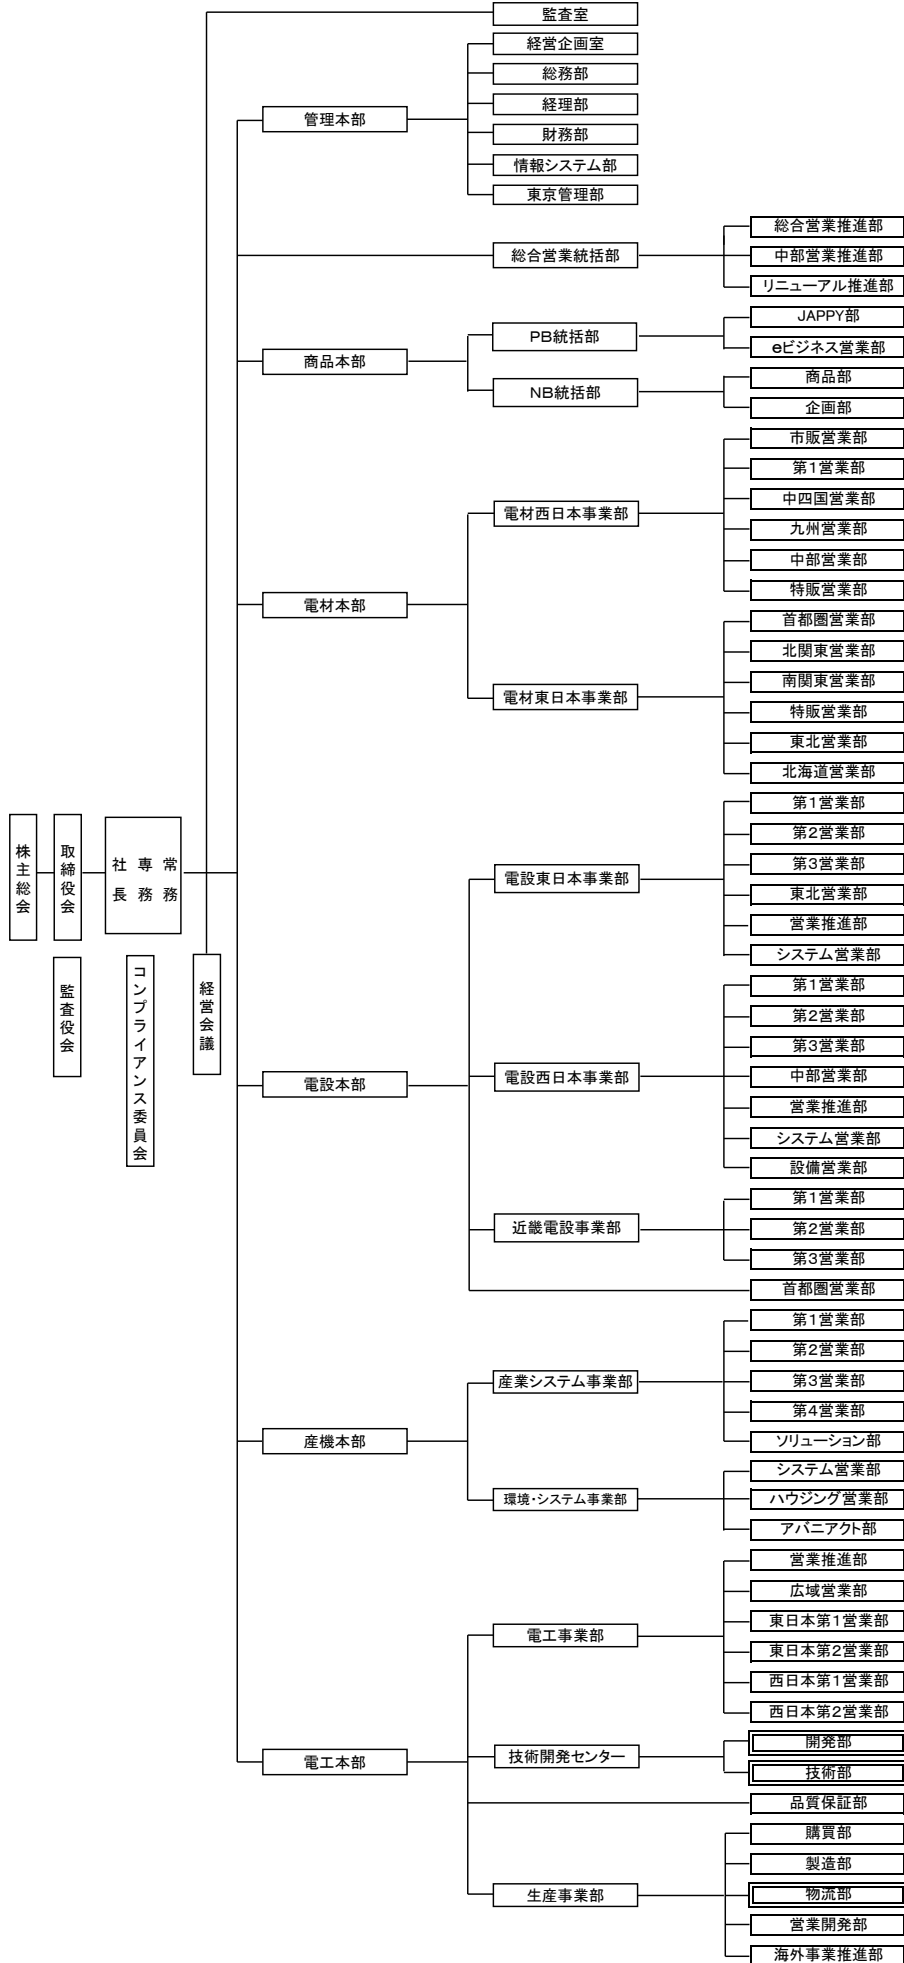 監査室
経営企画室
総務部
経理部
管理本部
財務部
情報システム部
東京管理部
総合営業推進部
総合営業統括部
中部営業推進部
リニューアル推進部
JAPPY部
PB統括部
eビジネス営業部
商品本部
商品部
NB統括部
企画部
市販営業部
第1営業部
中四国営業部
電材西日本事業部
九州営業部
中部営業部
特販営業部
電材本部
首都圏営業部
北関東営業部
南関東営業部
電材東日本事業部
特販営業部
東北営業部
北海道営業部
株主総会
取締役会
社長
専務
常務
監査役会
コンプライアンス委員会
経営会議
第1営業部
第2営業部
第3営業部
電設東日本事業部
東北営業部
営業推進部
システム営業部
第1営業部
第2営業部
第3営業部
電設本部
電設西日本事業部
中部営業部
営業推進部
システム営業部
設備営業部
第1営業部
近畿電設事業部
第2営業部
第3営業部
首都圏営業部
第1営業部
第2営業部
産業システム事業部
第3営業部
第4営業部
産機本部
ソリューション部
システム営業部
環境・システム事業部
ハウジング営業部
アバニアクト部
営業推進部
広域営業部
東日本第1営業部
電工事業部
東日本第2営業部
西日本第1営業部
西日本第2営業部
電工本部
開発部
技術開発センター
技術部
品質保証部
購買部
製造部
生産事業部
物流部
営業開発部
海外事業推進部